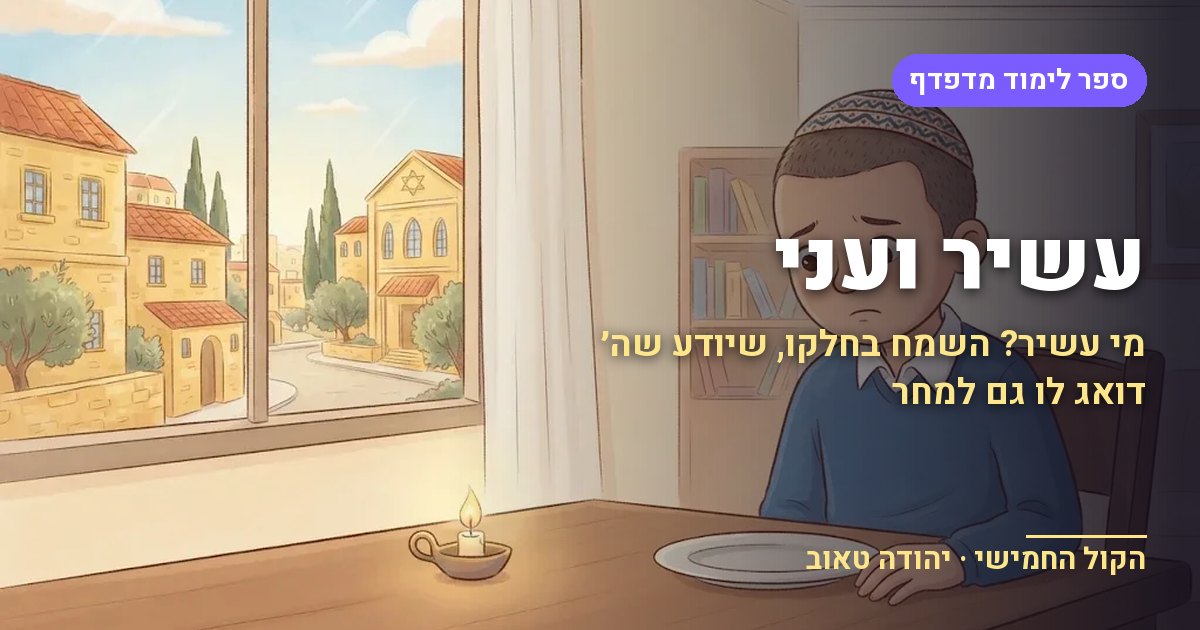 ספר לימוד מדפדף
עשיר ועני
מי עשיר? השמח בחלקו, שיודע שה׳
דואג לו גם למחר
הקול החמישי · יהודה טאוב